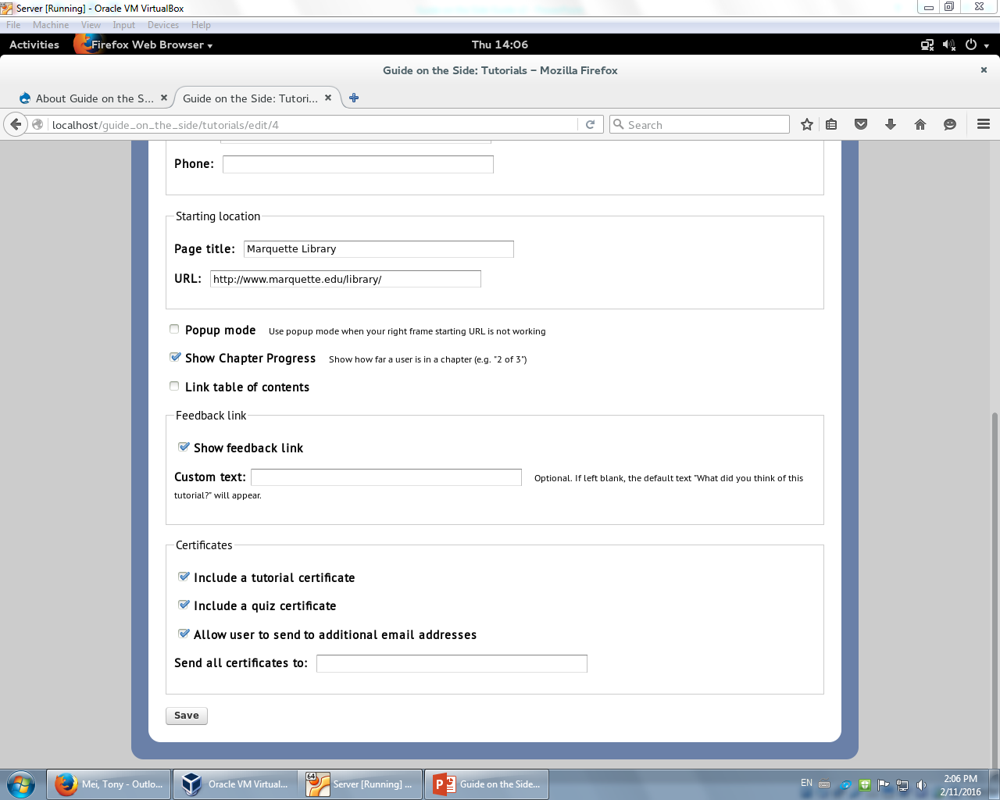 Server [Running] - Oracle VM VirtualBox
File Machine View Input Devices Help
Activities Firefox Web Browser Thu 14:06
Guide on the Side: Tutorials – Mozilla Firefox
About Guide on the S... Guide on the Side: Tutori...
localhost/guide_on_the_side/tutorials/edit/4 Search
Phone:
Starting location
Page title: Marquette Library
URL: http://www.marquette.edu/library/
Popup mode Use popup mode when your right frame starting URL is not working
Show Chapter Progress Show how far a user is in a chapter (e.g. "2 of 3")
Link table of contents
Feedback link
Show feedback link
Custom text: Optional. If left blank, the default text "What did you think of this
tutorial?" will appear.
Certificates
Include a tutorial certificate
Include a quiz certificate
Allow user to send to additional email addresses
Send all certificates to:
Save
Mei, Tony - Outlo... Oracle VM Virtual... 64 Server [Running] ... Guide on the Side... EN 2:06 PM
2/11/2016